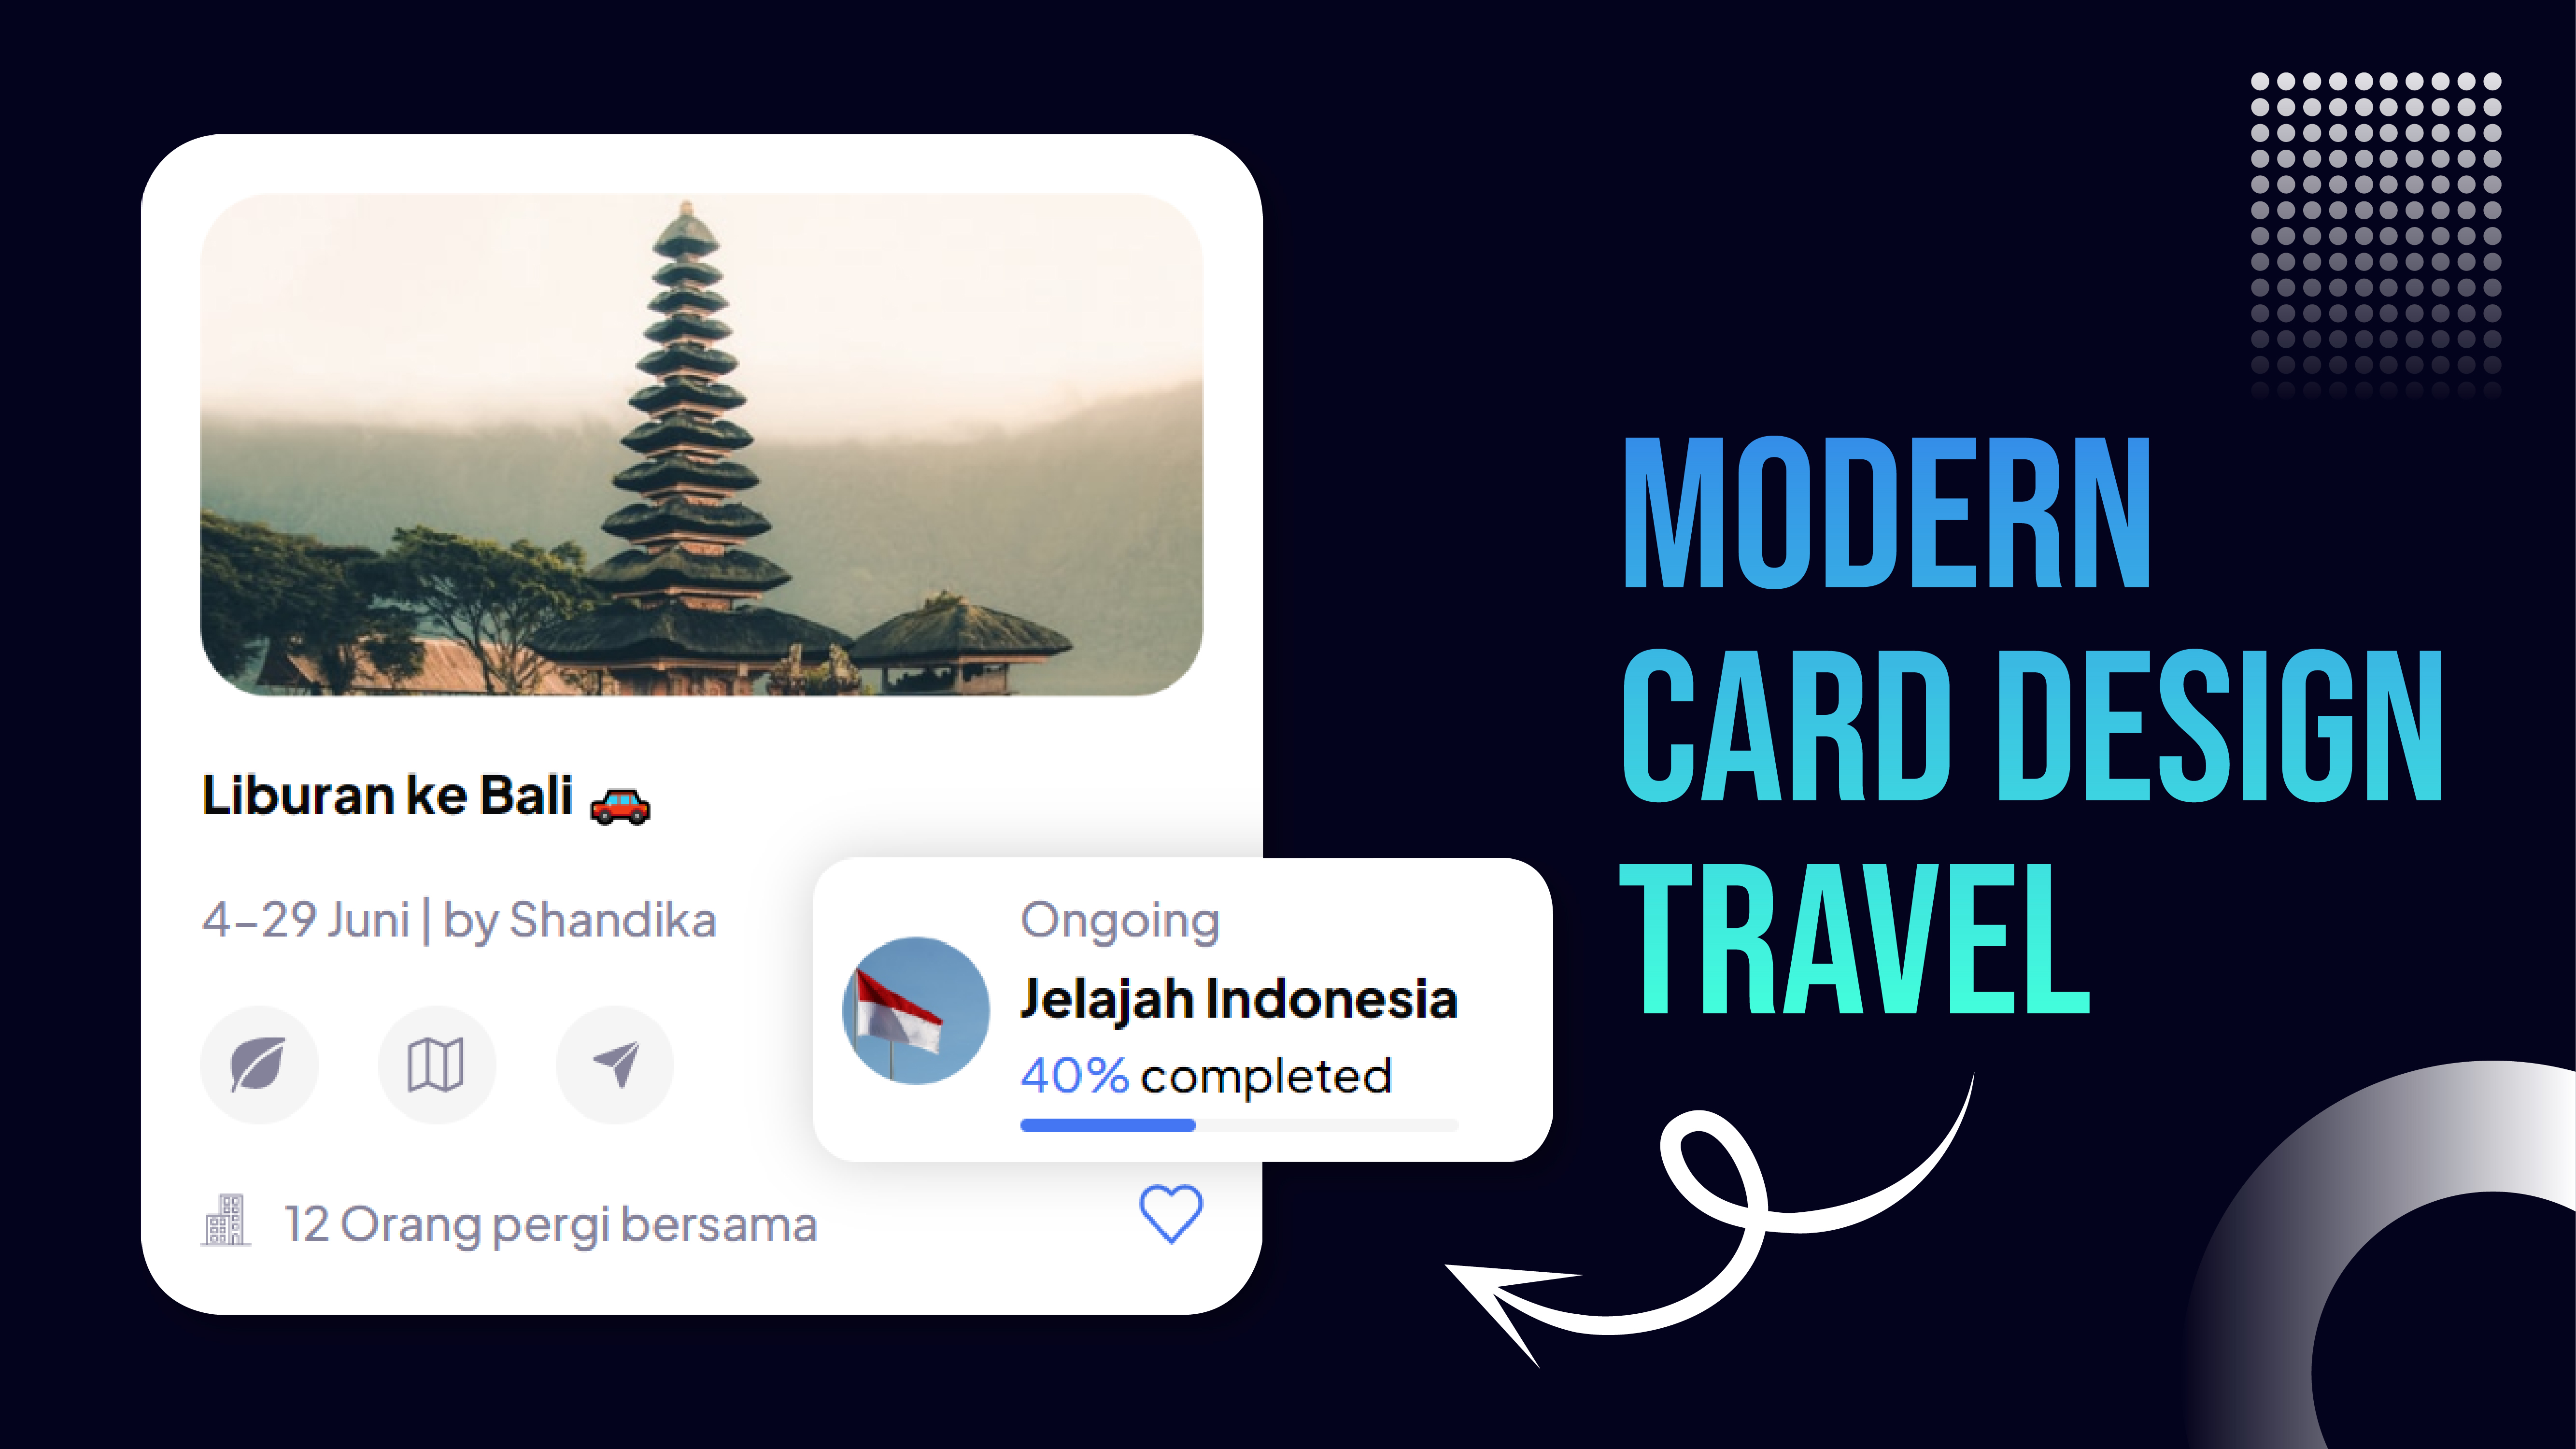 Liburan ke Bali 🚗
4–29 Juni | by Shandika
12 Orang pergi bersama
Ongoing
Jelajah Indonesia
40% completed
MODERN
CARD DESIGN
TRAVEL